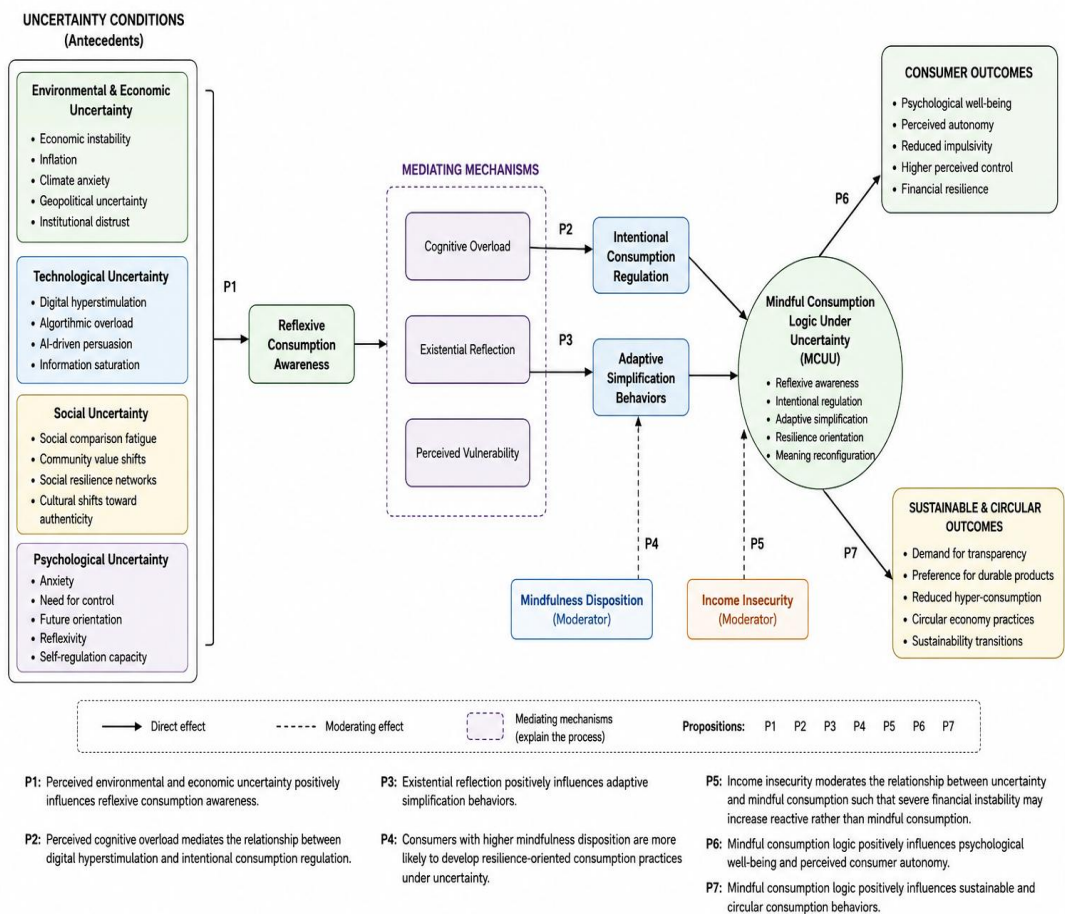 UNCERTAINTY CONDITIONS
(Antecedents)
Environmental & Economic
Uncertainty
• Economic instability
• Inflation
• Climate anxiety
• Geopolitical uncertainty
• Institutional distrust
Technological Uncertainty
• Digital hyperstimulation
• Algortihmic overload
• AI-driven persuasion
• Information saturation
Social Uncertainty
• Social comparison fatigue
• Community value shifts
• Social resilience networks
• Cultural shifts toward
authenticity
Psychological Uncertainty
• Anxiety
• Need for control
• Future orientation
• Reflexivity
• Self-regulation capacity
P1
Reflexive
Consumption
Awareness
MEDIATING MECHANISMS
Cognitive Overload
Existential Reflection
Perceived Vulnerability
P2
P3
Intentional
Consumption
Regulation
Adaptive
Simplification
Behaviors
P4
P5
Mindfulness Disposition
(Moderator)
Income Insecurity
(Moderator)
Mindful Consumption
Logic Under
Uncertainty
(MCUU)
• Reflexive awareness
• Intentional regulation
• Adaptive simplification
• Resilience orientation
• Meaning reconfiguration
P6
P7
CONSUMER OUTCOMES
• Psychological well-being
• Perceived autonomy
• Reduced impulsivity
• Higher perceived control
• Financial resilience
SUSTAINABLE & CIRCULAR
OUTCOMES
• Demand for transparency
• Preference for durable products
• Reduced hyper-consumption
• Circular economy practices
• Sustainability transitions
Direct effect
Moderating effect
Mediating mechanisms
(explain the process)
Propositions: P1 P2 P3 P4 P5 P6 P7
P1: Perceived environmental and economic uncertainty positively
influences reflexive consumption awareness.
P2: Perceived cognitive overload mediates the relationship between
digital hyperstimulation and intentional consumption regulation.
P3: Existential reflection positively influences adaptive
simplification behaviors.
P4: Consumers with higher mindfulness disposition are more
likely to develop resilience-oriented consumption practices
under uncertainty.
P5: Income insecurity moderates the relationship between uncertainty
and mindful consumption such that severe financial instability may
increase reactive rather than mindful consumption.
P6: Mindful consumption logic positively influences psychological
well-being and perceived consumer autonomy.
P7: Mindful consumption logic positively influences sustainable and
circular consumption behaviors.